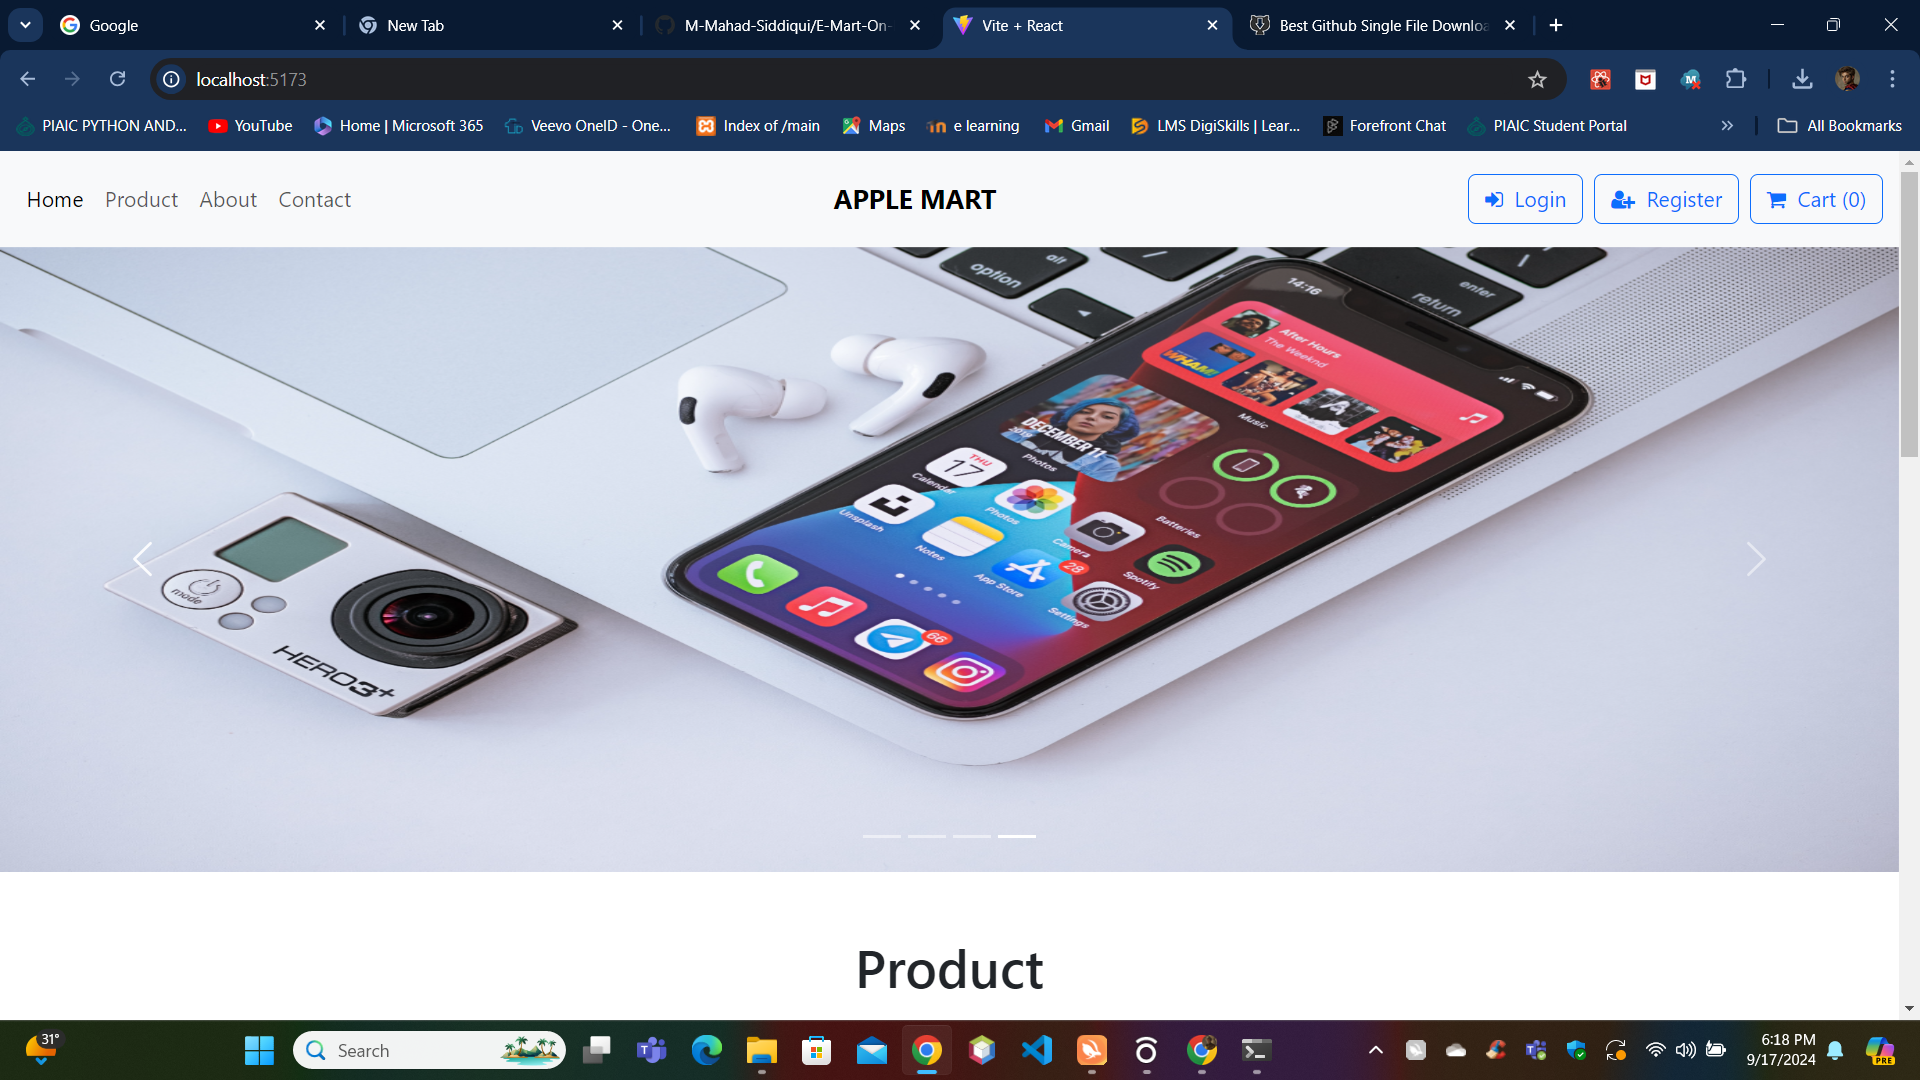 Google
New Tab
M-Mahad-Siddiqui/E-Mart-On-
Vite + React
Best Github Single File Downloa
localhost:5173
PIAIC PYTHON AND...
YouTube
Home | Microsoft 365
Veevo OneID - One...
Index of /main
Maps
e learning
Gmail
LMS DigiSkills | Lear...
Forefront Chat
PIAIC Student Portal
All Bookmarks
Home
Product
About
Contact
APPLE MART
Login
Register
Cart (0)
alt
option
enter
return
14:16
After Hours
The Weeknd
WHAM!
Music
DECEMBER 11
2019
Photos
THU
17
Calendar
Photos
Batteries
Unsplash
Notes
Camera
Spotify
28
App Store
Settings
66
mode
HERO3+
Product
31°
Search
6:18 PM
9/17/2024
PRE